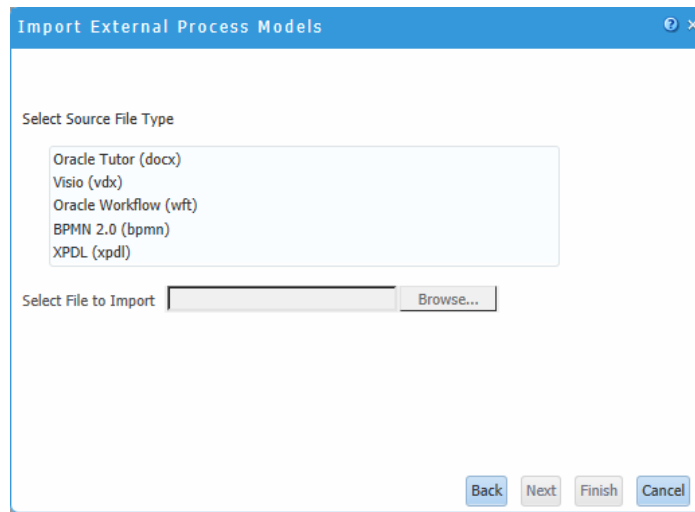 Import External Process Models
Select Source File Type
Oracle Tutor (docx)
Visio (vdx)
Oracle Workflow (wft)
BPMN 2.0 (bpmn)
XPDL (xpdl)
Select File to Import Browse...
Back Next Finish Cancel